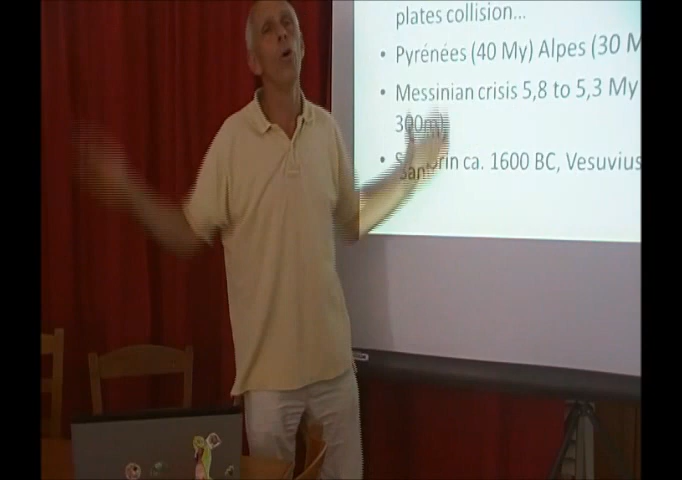 plates collision...
• Pyrénées (40 My) Alpes (30 M
• Messinian crisis 5,8 to 5,3 My
300m)
• Santorin ca. 1600 BC, Vesuvius